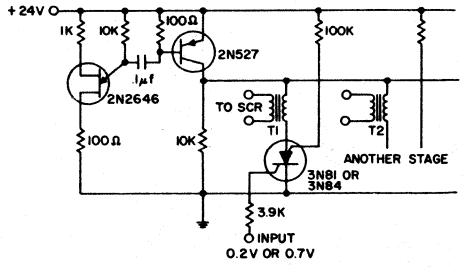 +24V
1K
10K
100Ω
2N527
100K
.1μf
2N2646
TO SCR
T1
T2
100Ω
10K
ANOTHER STAGE
3N81 OR
3N84
3.9K
INPUT
0.2V OR 0.7V